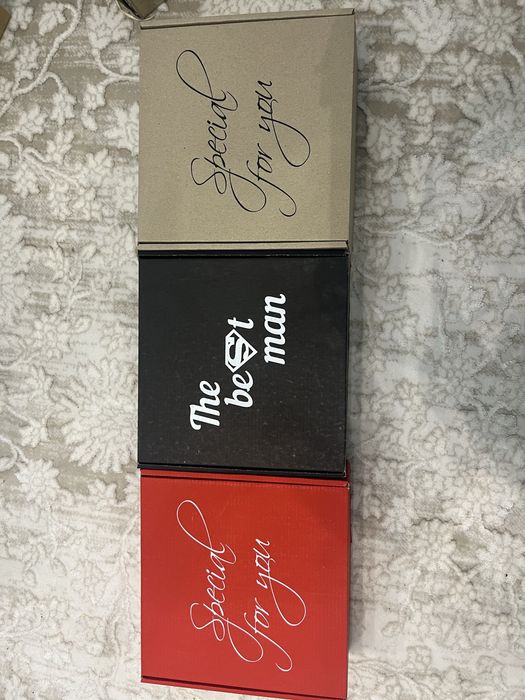 Special
for you
The
best
man
Special
for you